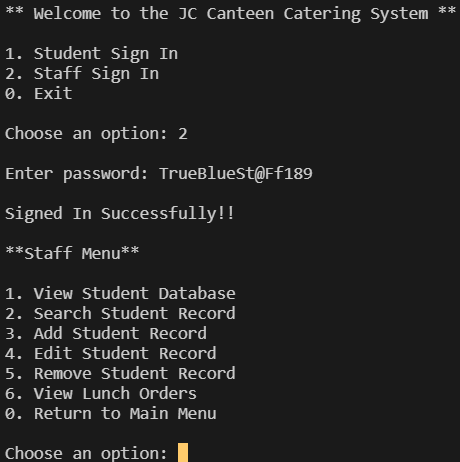 ** Welcome to the JC Canteen Catering System **
1. Student Sign In
2. Staff Sign In
0. Exit
Choose an option: 2
Enter password: TrueBlueSt@Ff189
Signed In Successfully!!
**Staff Menu**
1. View Student Database
2. Search Student Record
3. Add Student Record
4. Edit Student Record
5. Remove Student Record
6. View Lunch Orders
0. Return to Main Menu
Choose an option: